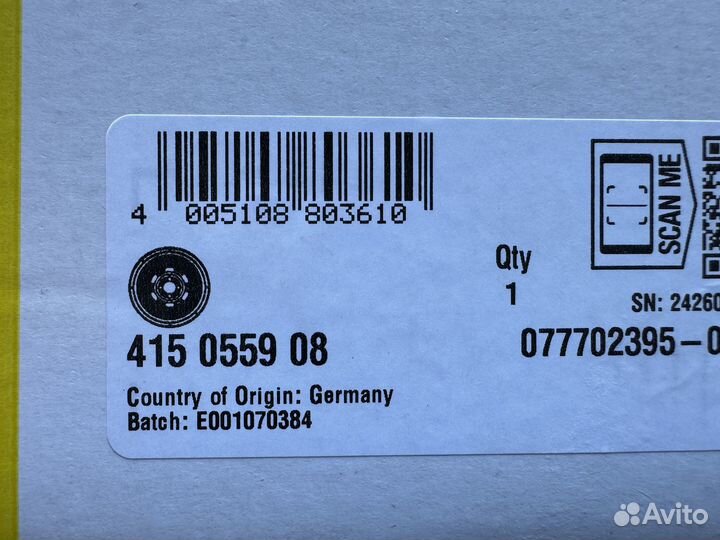 4 005108 803610
Qty
1
SCAN ME
SN: 24260
415 0559 08
077702395-0
Country of Origin: Germany
Batch: E001070384
Avito